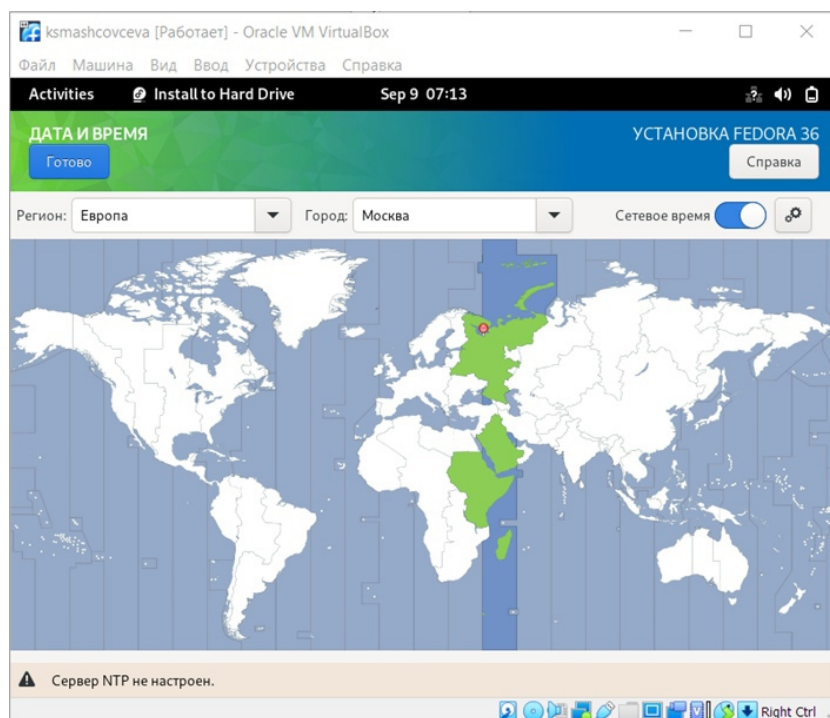 ksmashcovceva [Работает] - Oracle VM VirtualBox
Файл Машина Вид Ввод Устройства Справка
Activities Install to Hard Drive Sep 9 07:13
ДАТА И ВРЕМЯ УСТАНОВКА FEDORA 36
Готово Справка
Регион: Европа Город: Москва Сетевое время
Сервер NTP не настроен.
Right Ctrl